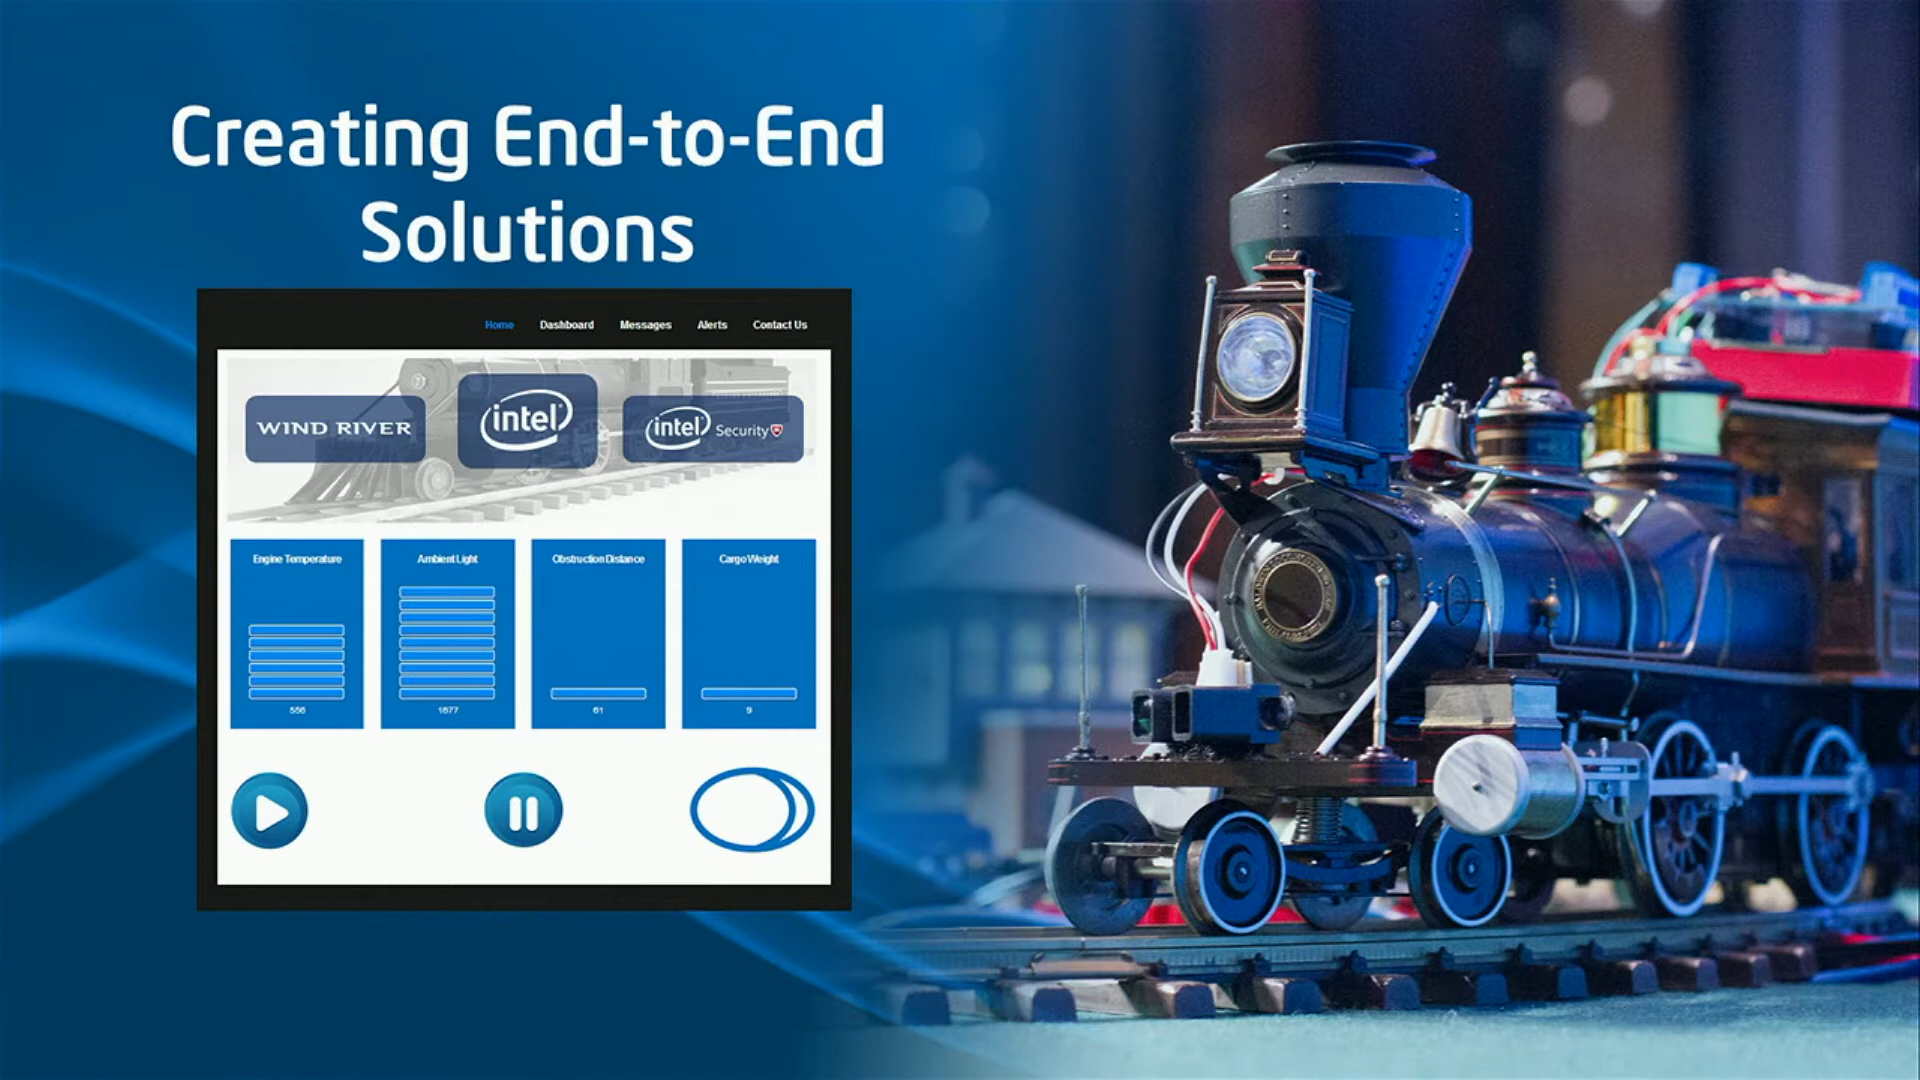 Creating End-to-End
Solutions
Home Dashboard Messages Alerts Contact Us
WIND RIVER
intel
intel Security
Engine Temperature
Ambient Light
Obstruction Distance
Cargo Weight
556
1677
61
9